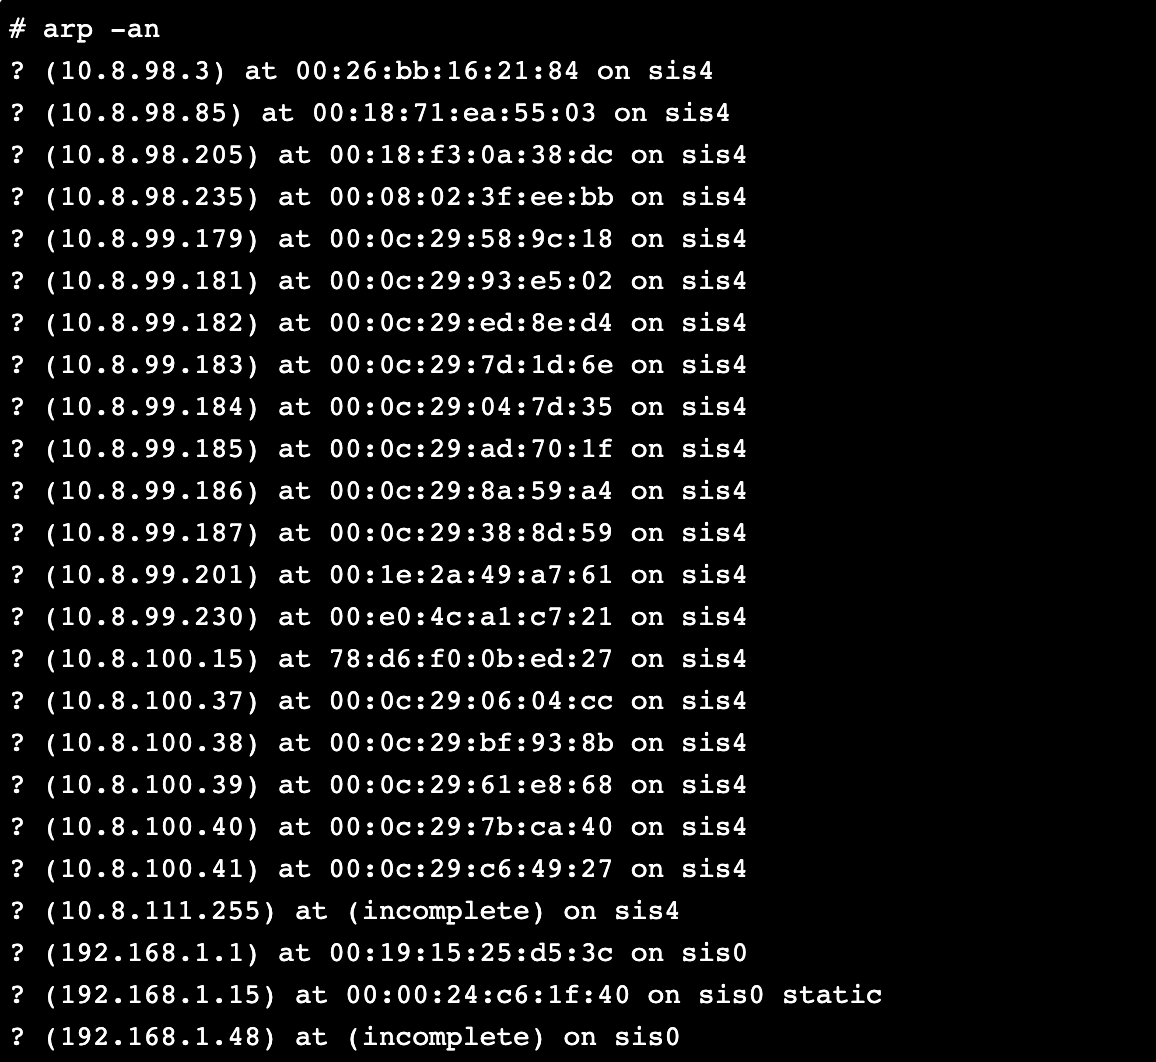 # arp -an
? (10.8.98.3) at 00:26:bb:16:21:84 on sis4
? (10.8.98.85) at 00:18:71:ea:55:03 on sis4
? (10.8.98.205) at 00:18:f3:0a:38:dc on sis4
? (10.8.98.235) at 00:08:02:3f:ee:bb on sis4
? (10.8.99.179) at 00:0c:29:58:9c:18 on sis4
? (10.8.99.181) at 00:0c:29:93:e5:02 on sis4
? (10.8.99.182) at 00:0c:29:ed:8e:d4 on sis4
? (10.8.99.183) at 00:0c:29:7d:1d:6e on sis4
? (10.8.99.184) at 00:0c:29:04:7d:35 on sis4
? (10.8.99.185) at 00:0c:29:ad:70:1f on sis4
? (10.8.99.186) at 00:0c:29:8a:59:a4 on sis4
? (10.8.99.187) at 00:0c:29:38:8d:59 on sis4
? (10.8.99.201) at 00:1e:2a:49:a7:61 on sis4
? (10.8.99.230) at 00:e0:4c:a1:c7:21 on sis4
? (10.8.100.15) at 78:d6:f0:0b:ed:27 on sis4
? (10.8.100.37) at 00:0c:29:06:04:cc on sis4
? (10.8.100.38) at 00:0c:29:bf:93:8b on sis4
? (10.8.100.39) at 00:0c:29:61:e8:68 on sis4
? (10.8.100.40) at 00:0c:29:7b:ca:40 on sis4
? (10.8.100.41) at 00:0c:29:c6:49:27 on sis4
? (10.8.111.255) at (incomplete) on sis4
? (192.168.1.1) at 00:19:15:25:d5:3c on sis0
? (192.168.1.15) at 00:00:24:c6:1f:40 on sis0 static
? (192.168.1.48) at (incomplete) on sis0